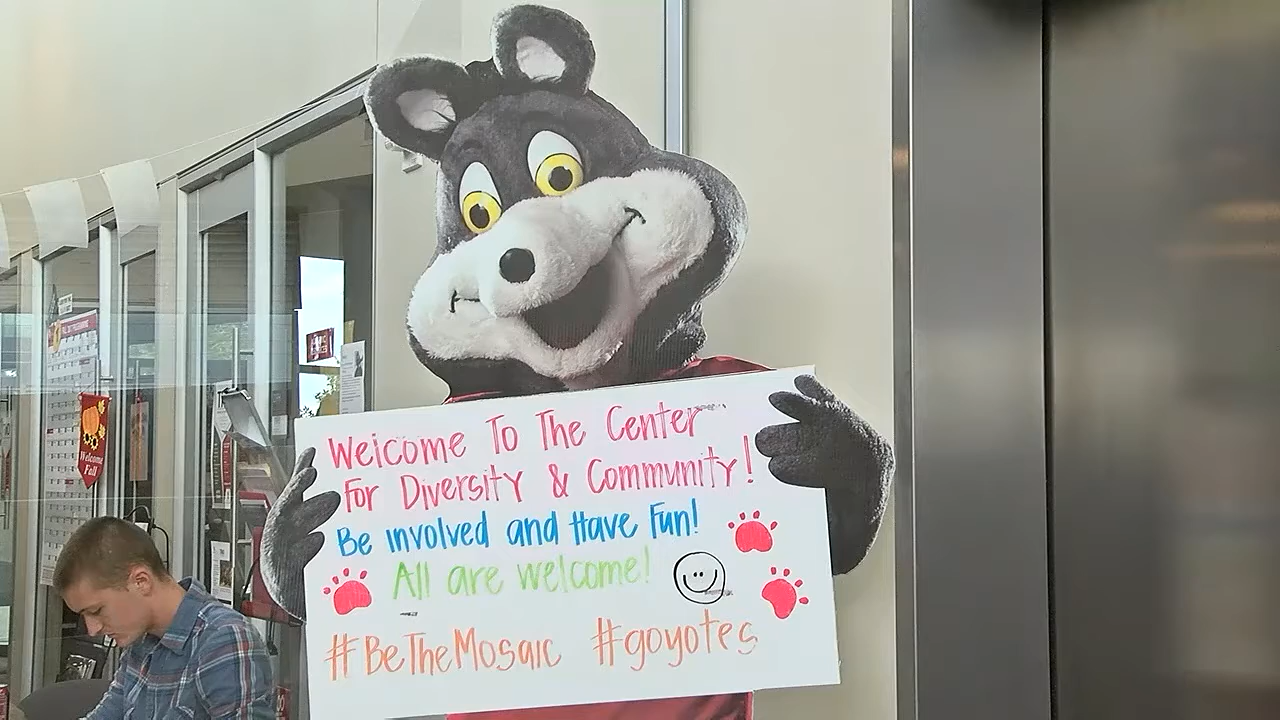 Welcome To The Center
For Diversity & Community!
Be involved and Have Fun!
All are welcome!
#BeTheMosaic #goyotes
Welcome
Fall